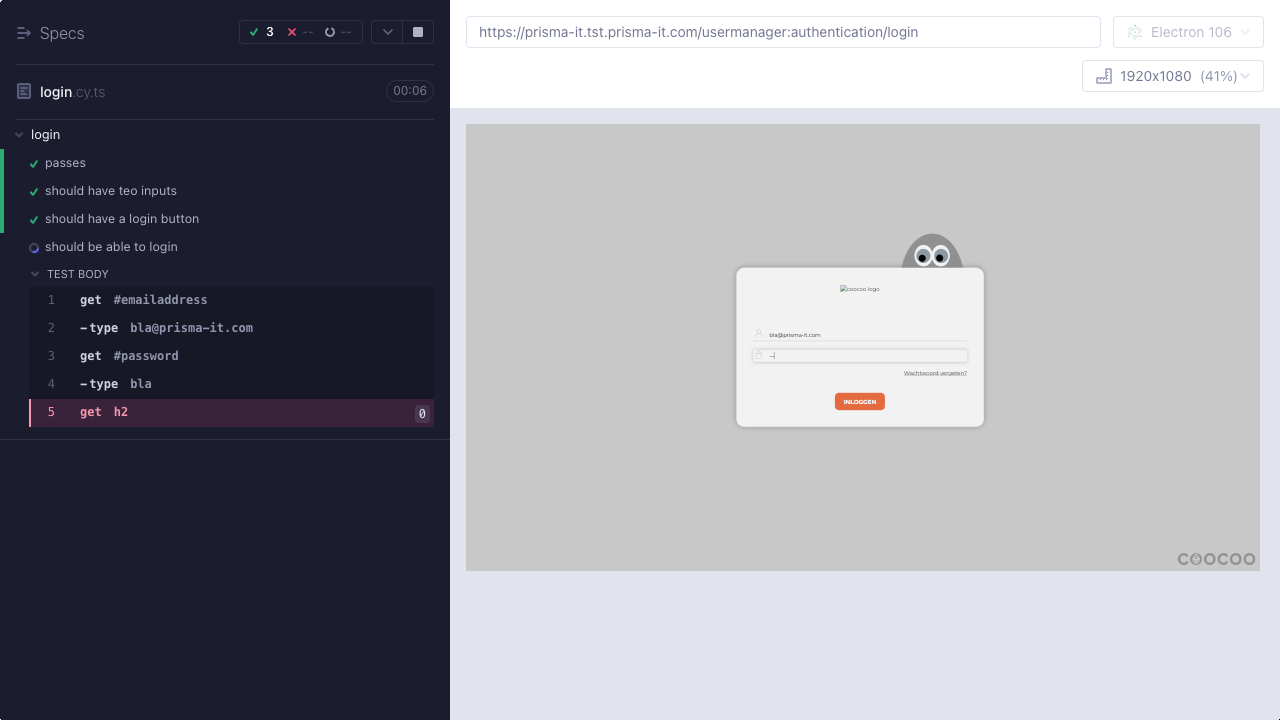 Specs
3
--
--
login.cy.ts
00:06
login
passes
should have teo inputs
should have a login button
should be able to login
TEST BODY
1 get #emailaddress
2 -type bla@prisma-it.com
3 get #password
4 -type bla
5 get h2 0
https://prisma-it.tst.prisma-it.com/usermanager:authentication/login
Electron 106
1920x1080 (41%)
coocoo logo
bla@prisma-it.com
Wachtwoord vergeten?
INLOGGEN
COOCOO